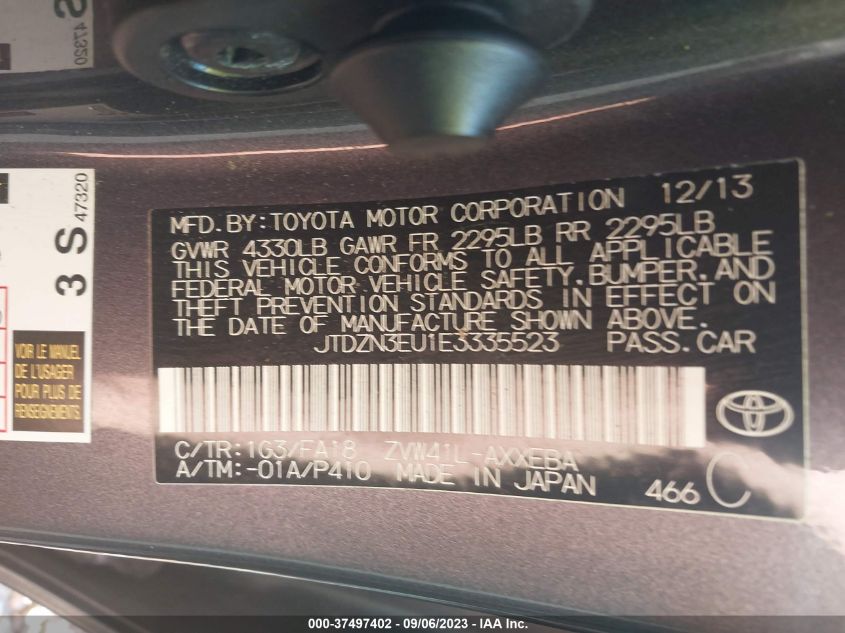 MFD.BY:TOYOTA MOTOR CORPORATION 12/13
GVWR 4330LB GAWR FR 2295LB RR 2295LB
THIS VEHICLE CONFORMS TO ALL APPLICABLE
FEDERAL MOTOR VEHICLE SAFETY,BUMPER,AND
THEFT PREVENTION STANDARDS IN EFFECT ON
THE DATE OF MANUFACTURE SHOWN ABOVE.
JTDZN3EU1E3335523 PASS.CAR
C/TR:1G3/FA18 ZVW41L-AXXEBA
A/TM:-01A/P410 MADE IN JAPAN
466 C
3 S 47320
S 47320
VOIR LE MANUEL
DE L'USAGER
POUR PLUS DE
RENSEIGNEMENTS
000-37497402 - 09/06/2023 - IAA Inc.